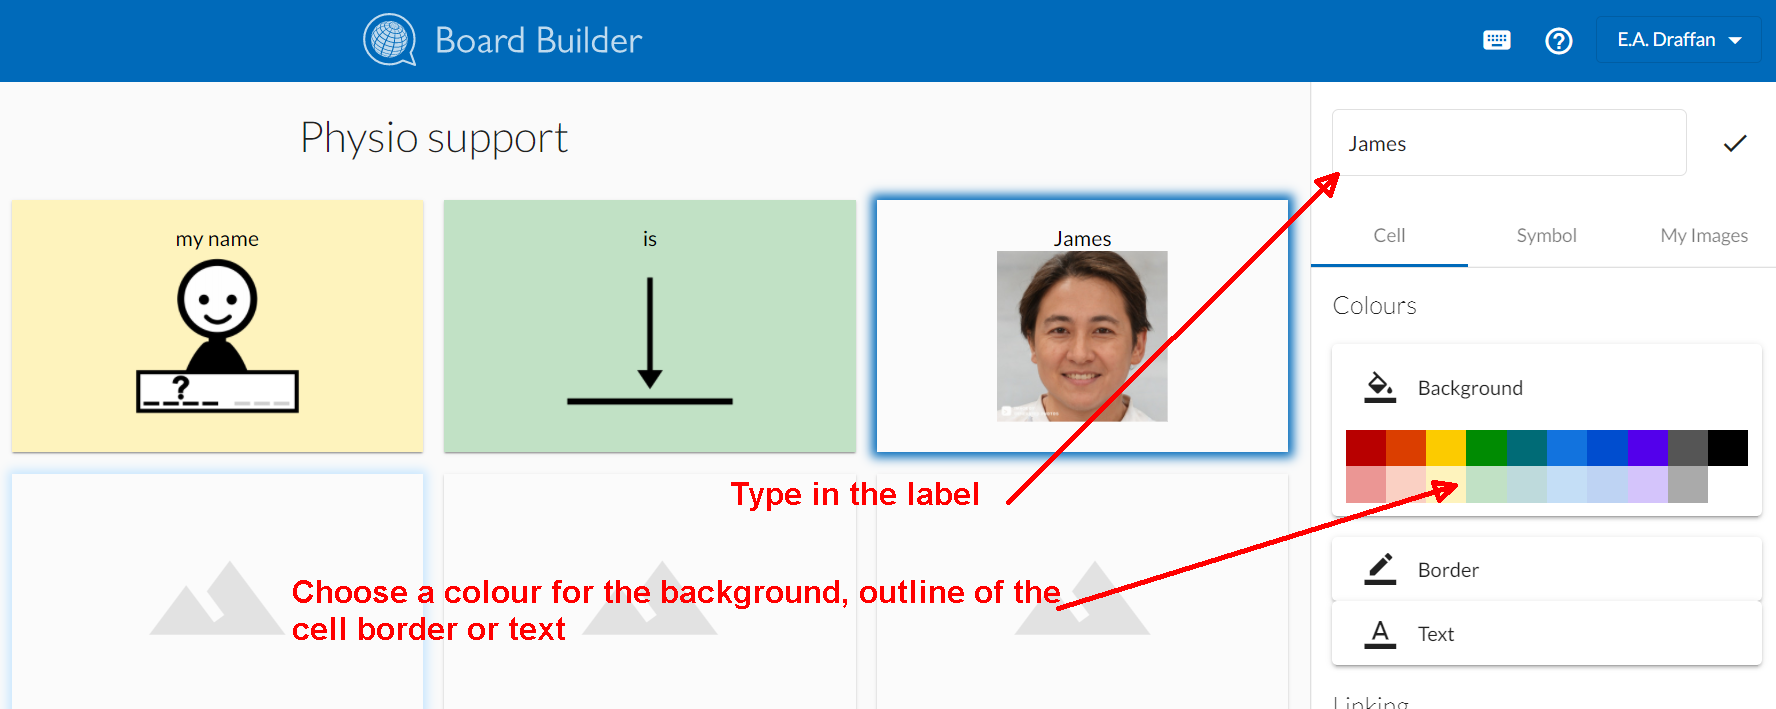 Board Builder
E.A. Draffan
Physio support
James
my name
is
James
?
Cell Symbol My Images
Colours
Background
Type in the label
Choose a colour for the background, outline of the
cell border or text
Border
A Text
Linking